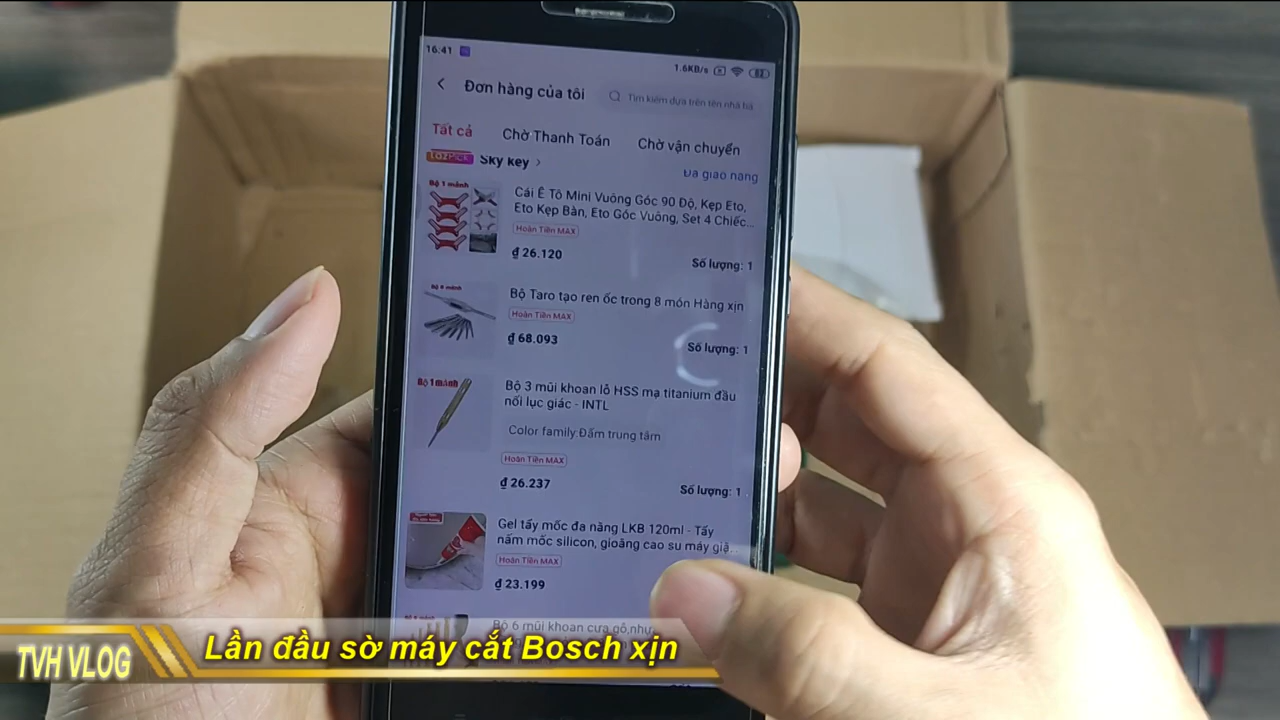 16:41
1.6KB/s
82
Đơn hàng của tôi
Tìm kiếm dựa trên tên nhà bá
Tất cả
Chờ Thanh Toán
Chờ vận chuyển
LazPick
Sky key
Đã giao hàng
Bộ 1 mảnh
Cái Ê Tô Mini Vuông Góc 90 Độ, Kẹp Eto,
Eto Kẹp Bàn, Eto Góc Vuông, Set 4 Chiếc...
Hoàn Tiền MAX
₫ 26.120
Số lượng: 1
Bộ 8 mảnh
Bộ Taro tạo ren ốc trong 8 món Hàng xịn
Hoàn Tiền MAX
₫ 68.093
Số lượng: 1
Bộ 1 mảnh
Bộ 3 mũi khoan lỗ HSS mạ titanium đầu
nối lục giác - INTL
Color family:Đấm trung tâm
Hoàn Tiền MAX
₫ 26.237
Số lượng: 1
Gel tẩy mốc đa năng LKB 120ml - Tẩy
nấm mốc silicon, gioăng cao su máy giặ...
Hoàn Tiền MAX
₫ 23.199
Bộ 6 mũi khoan cưa gỗ,nhự
TVH VLOG
Lần đầu sờ máy cắt Bosch xịn